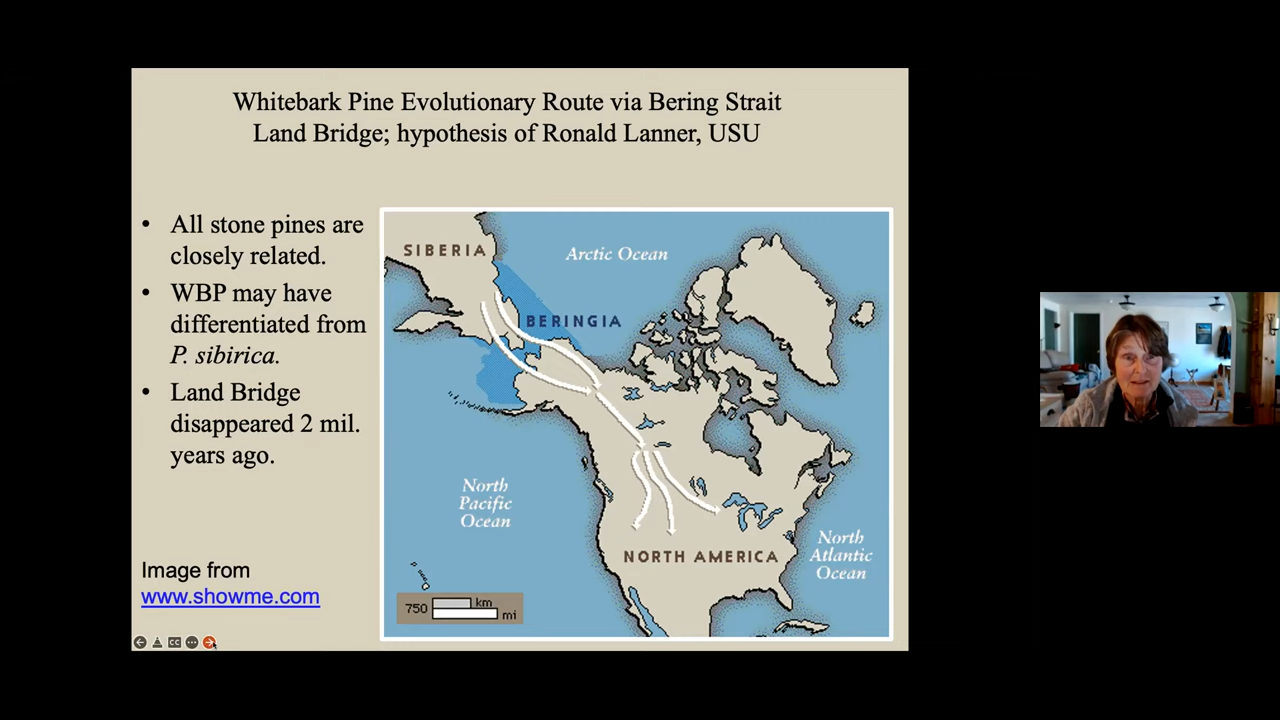 Whitebark Pine Evolutionary Route via Bering Strait
Land Bridge; hypothesis of Ronald Lanner, USU
• All stone pines are
closely related.
• WBP may have
differentiated from
P. sibirica.
• Land Bridge
disappeared 2 mil.
years ago.
Image from
www.showme.com
SIBERIA
Arctic Ocean
BERINGIA
North
Pacific
Ocean
NORTH AMERICA
North
Atlantic
Ocean
750 km
mi
CC